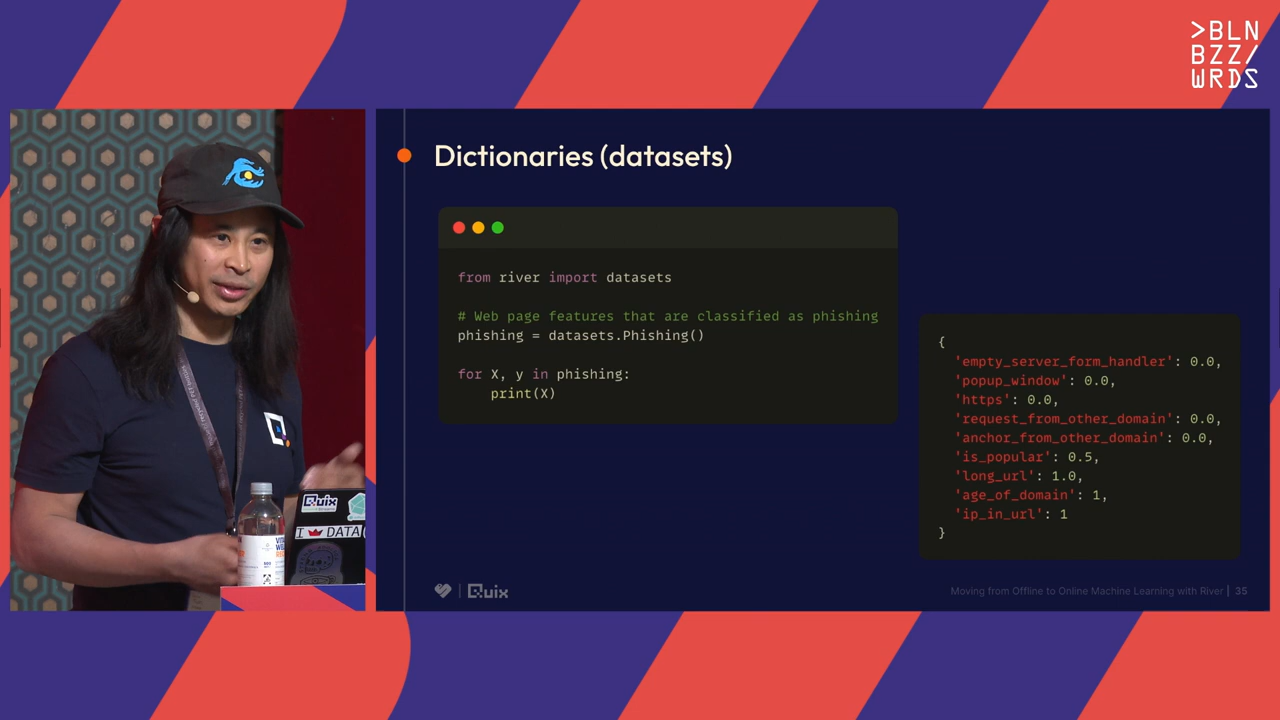 >BLN
BZZ/
WRDS
Dictionaries (datasets)
from river import datasets
# Web page features that are classified as phishing
phishing = datasets.Phishing()
for X, y in phishing:
    print(X)
{
  'empty_server_form_handler': 0.0,
  'popup_window': 0.0,
  'https': 0.0,
  'request_from_other_domain': 0.0,
  'anchor_from_other_domain': 0.0,
  'is_popular': 0.5,
  'long_url': 1.0,
  'age_of_domain': 1,
  'ip_in_url': 1
}
Quix
I DATA
Quix
Moving from Offline to Online Machine Learning with River | 35